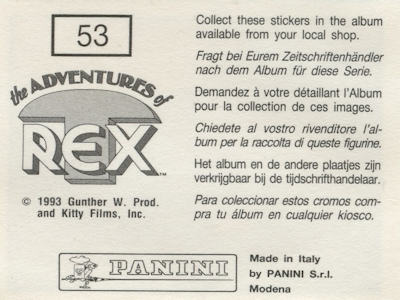 53
the ADVENTURES of
T
REX™
© 1993 Gunther W. Prod.
and Kitty Films, Inc.
Collect these stickers in the album
available from your local shop.
Fragt bei Eurem Zeitschriftenhändler
nach dem Album für diese Serie.
Demandez à votre détaillant l'Album
pour la collection de ces images.
Chiedete al vostro rivenditore l'al-
bum per la raccolta di queste figurine.
Het album en de andere plaatjes zijn
verkrijgbaar bij de tijdschrifthandelaar.
Para coleccionar estos cromos com-
pra tu álbum en cualquier kiosco.
PANINI
Made in Italy
by PANINI S.r.l.
Modena